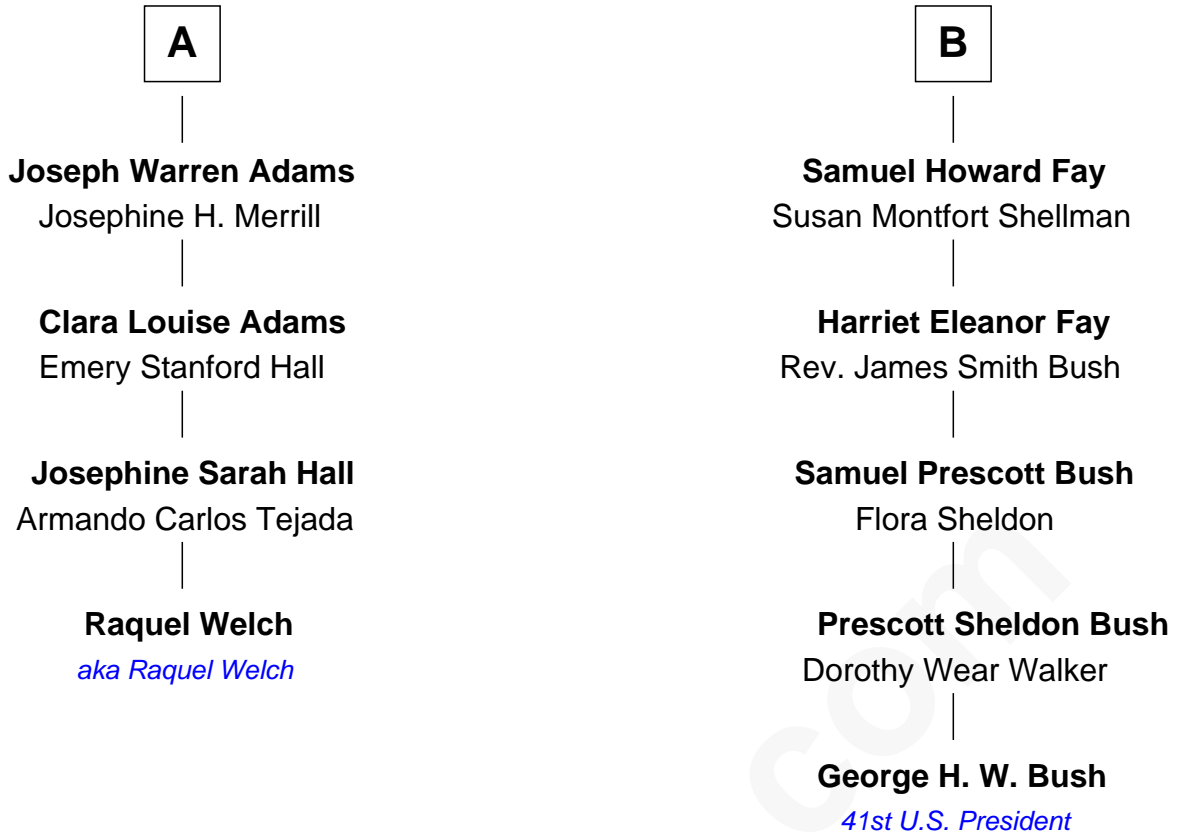 A
Joseph Warren Adams
Josephine H. Merrill
Clara Louise Adams
Emery Stanford Hall
Josephine Sarah Hall
Armando Carlos Tejada
Raquel Welch
aka Raquel Welch
B
Samuel Howard Fay
Susan Montfort Shellman
Harriet Eleanor Fay
Rev. James Smith Bush
Samuel Prescott Bush
Flora Sheldon
Prescott Sheldon Bush
Dorothy Wear Walker
George H. W. Bush
41st U.S. President
com